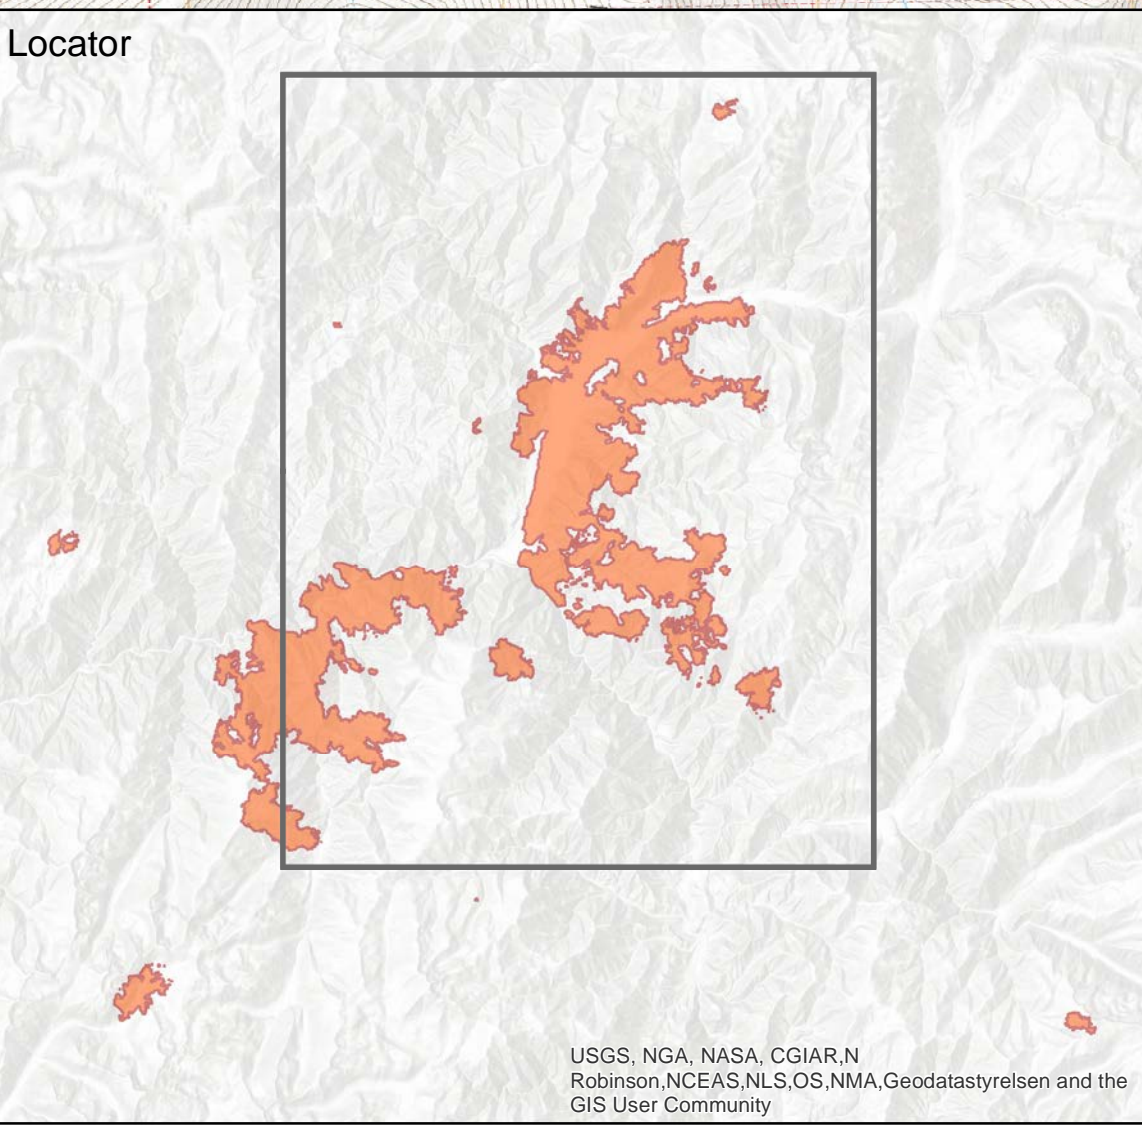 Locator
USGS, NGA, NASA, CGIAR,N
Robinson,NCEAS,NLS,OS,NMA,Geodatastyrelsen and the
GIS User Community